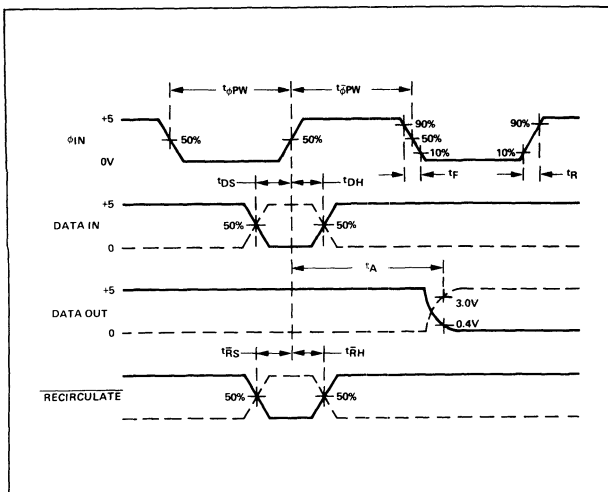 tϕPW tϕ̄PW
+5
90% 90%
ϕIN 50% 50% 50%
10% 10%
0V
tDS tDH tF tR
+5
DATA IN 50% 50%
0
tA
+5
DATA OUT 3.0V
0 0.4V
tR̄S tR̄H
RECIRCULATE 50% 50%